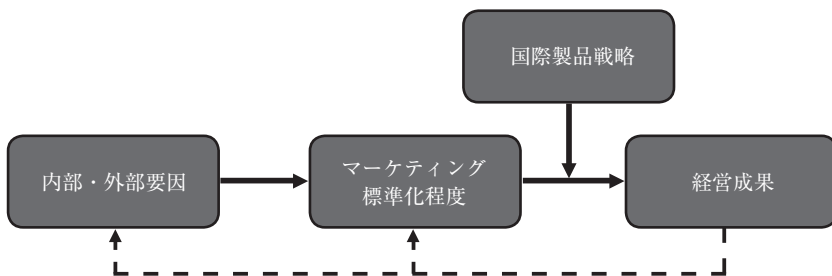 国際製品戦略
内部・外部要因
マーケティング
標準化程度
経営成果